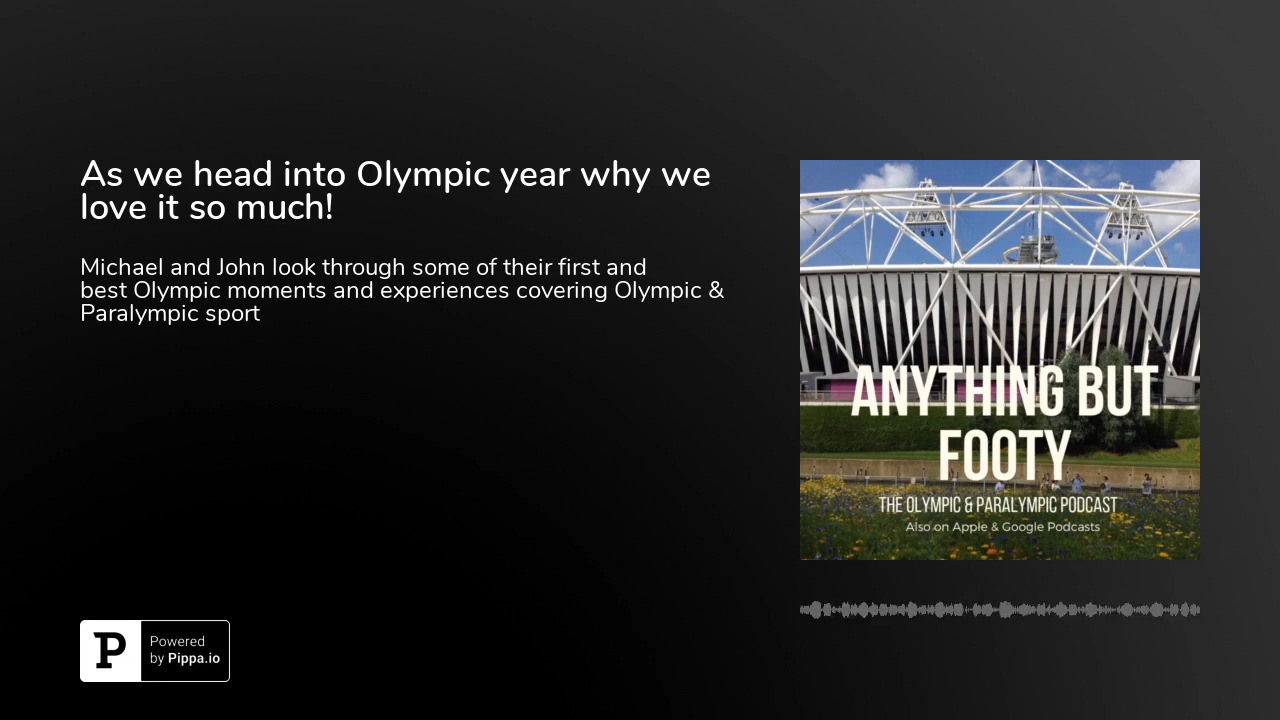 As we head into Olympic year why we
love it so much!
Michael and John look through some of their first and
best Olympic moments and experiences covering Olympic &
Paralympic sport
ANYTHING BUT
FOOTY
THE OLYMPIC & PARALYMPIC PODCAST
Also on Apple & Google Podcasts
P
Powered
by Pippa.io